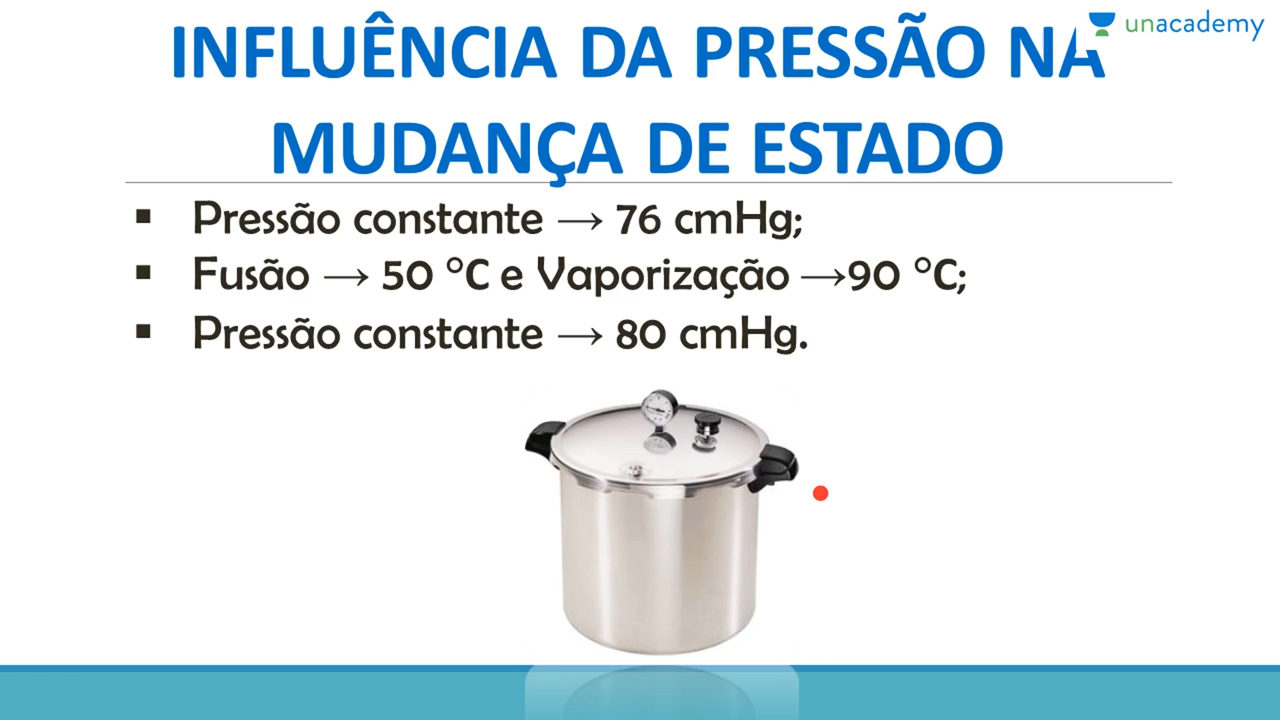 INFLUÊNCIA DA PRESSÃO NA
unacademy
MUDANÇA DE ESTADO
▪ Pressão constante → 76 cmHg;
▪ Fusão → 50 °C e Vaporização →90 °C;
▪ Pressão constante → 80 cmHg.